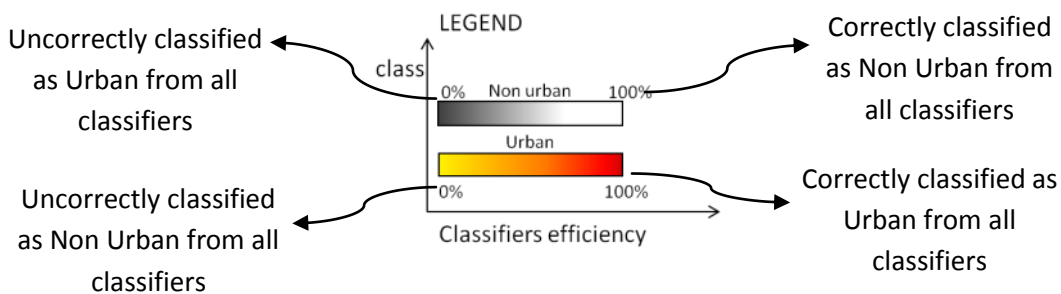 LEGEND
Uncorrectly classified
as Urban from all
classifiers
Correctly classified
as Non Urban from
all classifiers
class
0% Non urban 100%
Urban
0% 100%
Classifiers efficiency
Uncorrectly classified
as Non Urban from all
classifiers
Correctly classified as
Urban from all
classifiers